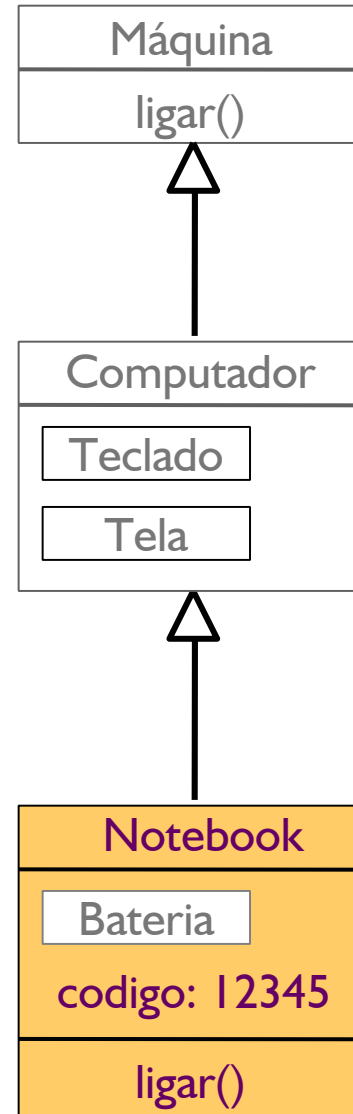 Máquina
ligar()
Computador
Teclado
Tela
Notebook
Bateria
codigo: 12345
ligar()